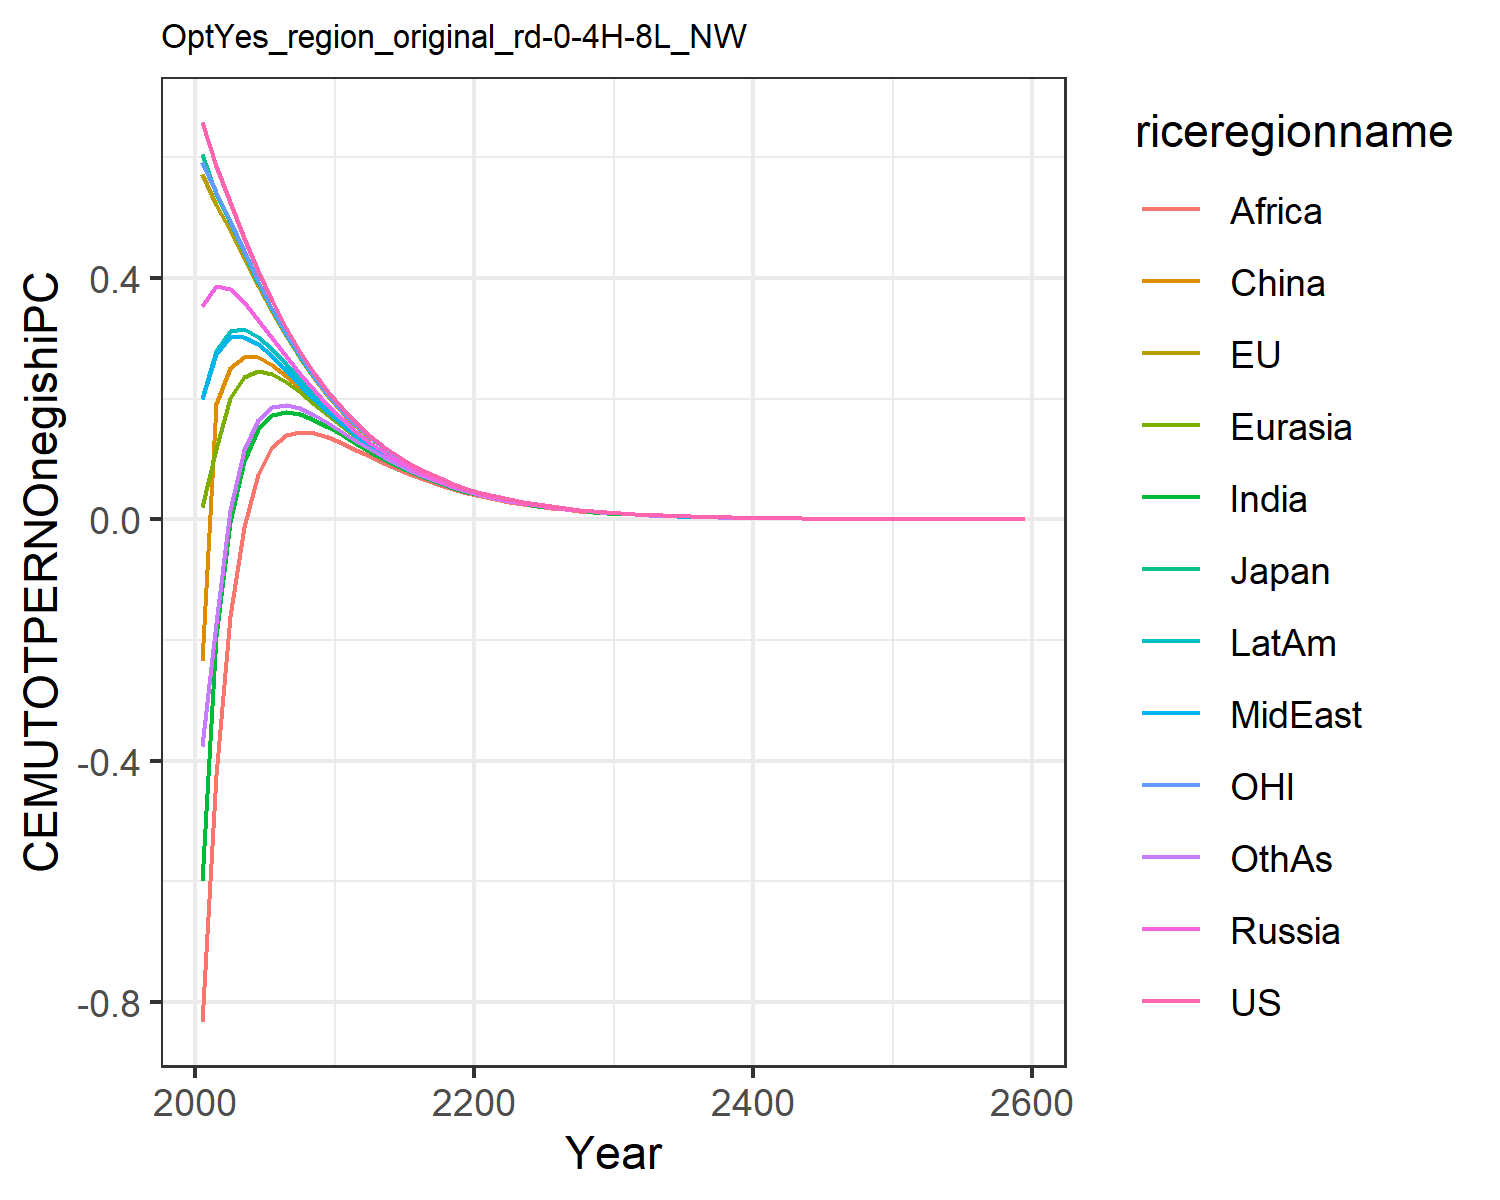 OptYes_region_original_rd-0-4H-8L_NW
CEMUTOTPERNOnegishiPC
0.4
0.0
-0.4
-0.8
2000
2200
2400
2600
Year
riceregionname
Africa
China
EU
Eurasia
India
Japan
LatAm
MidEast
OHI
OthAs
Russia
US